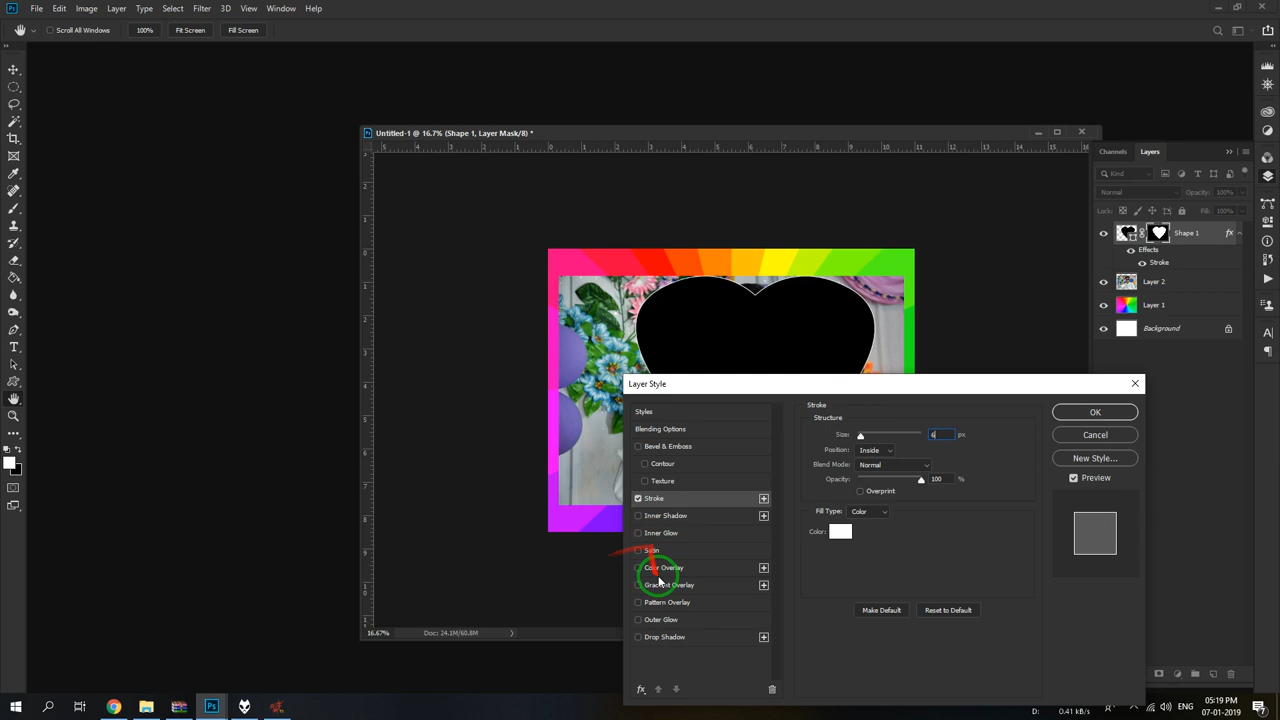 Ps File Edit Image Layer Type Select Filter 3D View Window Help
Scroll All Windows 100% Fit Screen Fill Screen
Untitled-1 @ 16.7% (Shape 1, Layer Mask/8) *
Channels Layers
Kind
Normal Opacity: 100%
Lock: Fill: 100%
Shape 1 fx
Effects
Stroke
Layer 2
Layer 1
Background
Layer Style
Styles
Blending Options
Bevel & Emboss
Contour
Texture
Stroke
Inner Shadow
Inner Glow
Satin
Color Overlay
Gradient Overlay
Pattern Overlay
Outer Glow
Drop Shadow
fx
Stroke
Structure
Size: 6 px
Position: Inside
Blend Mode: Normal
Opacity: 100 %
Overprint
Fill Type: Color
Color:
Make Default Reset to Default
OK
Cancel
New Style...
Preview
16.67% Doc: 24.1M/60.8M
D: 0.41 kB/s
05:19 PM
07-01-2019